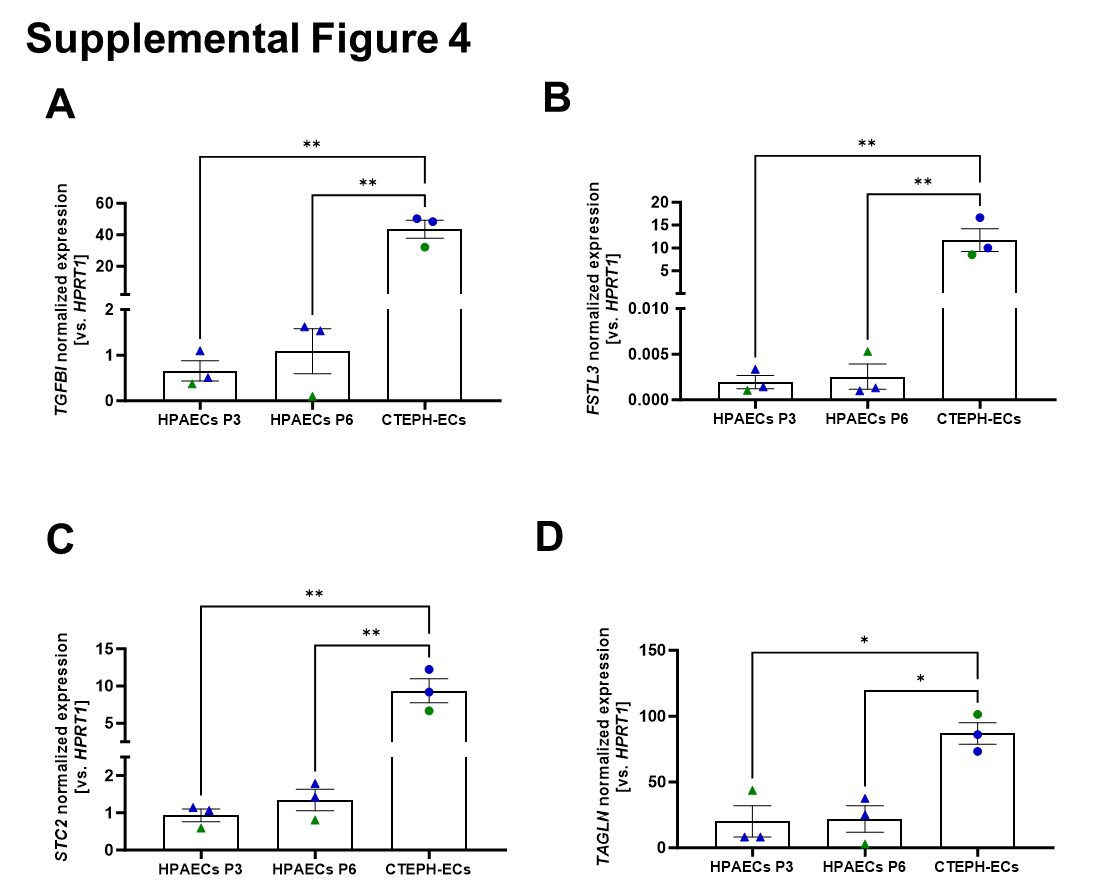 Supplemental Figure 4
A
**
**
TGFBI normalized expression
[vs. HPRT1]
60
40
20
2
1
0
HPAECs P3 HPAECs P6 CTEPH-ECs
B
**
**
FSTL3 normalized expression
[vs. HPRT1]
20
15
10
5
0.010
0.005
0.000
HPAECs P3 HPAECs P6 CTEPH-ECs
C
**
**
STC2 normalized expression
[vs. HPRT1]
15
10
5
2
1
0
HPAECs P3 HPAECs P6 CTEPH-ECs
D
*
*
TAGLN normalized expression
[vs. HPRT1]
150
100
50
0
HPAECs P3 HPAECs P6 CTEPH-ECs